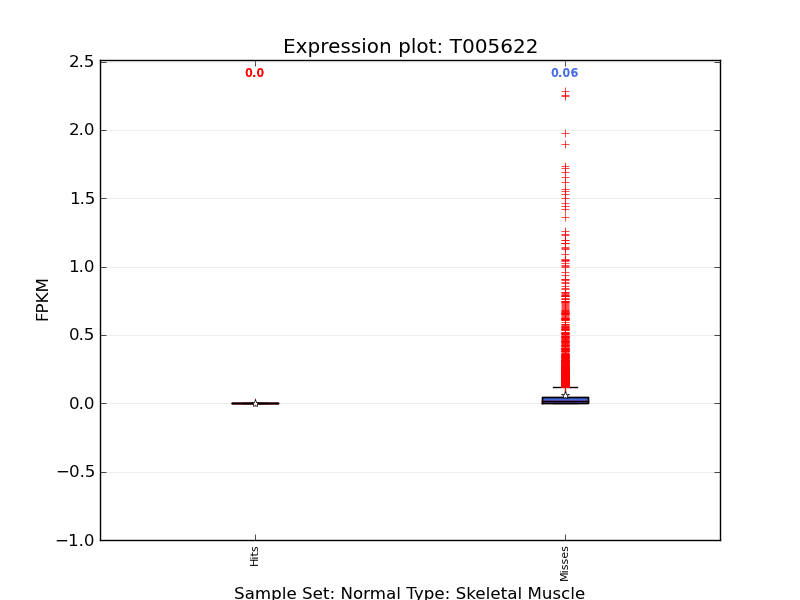 Expression plot: T005622
0.0
0.06
2.5
2.0
1.5
1.0
0.5
0.0
−0.5
−1.0
FPKM
Hits
Misses
Sample Set: Normal Type: Skeletal Muscle